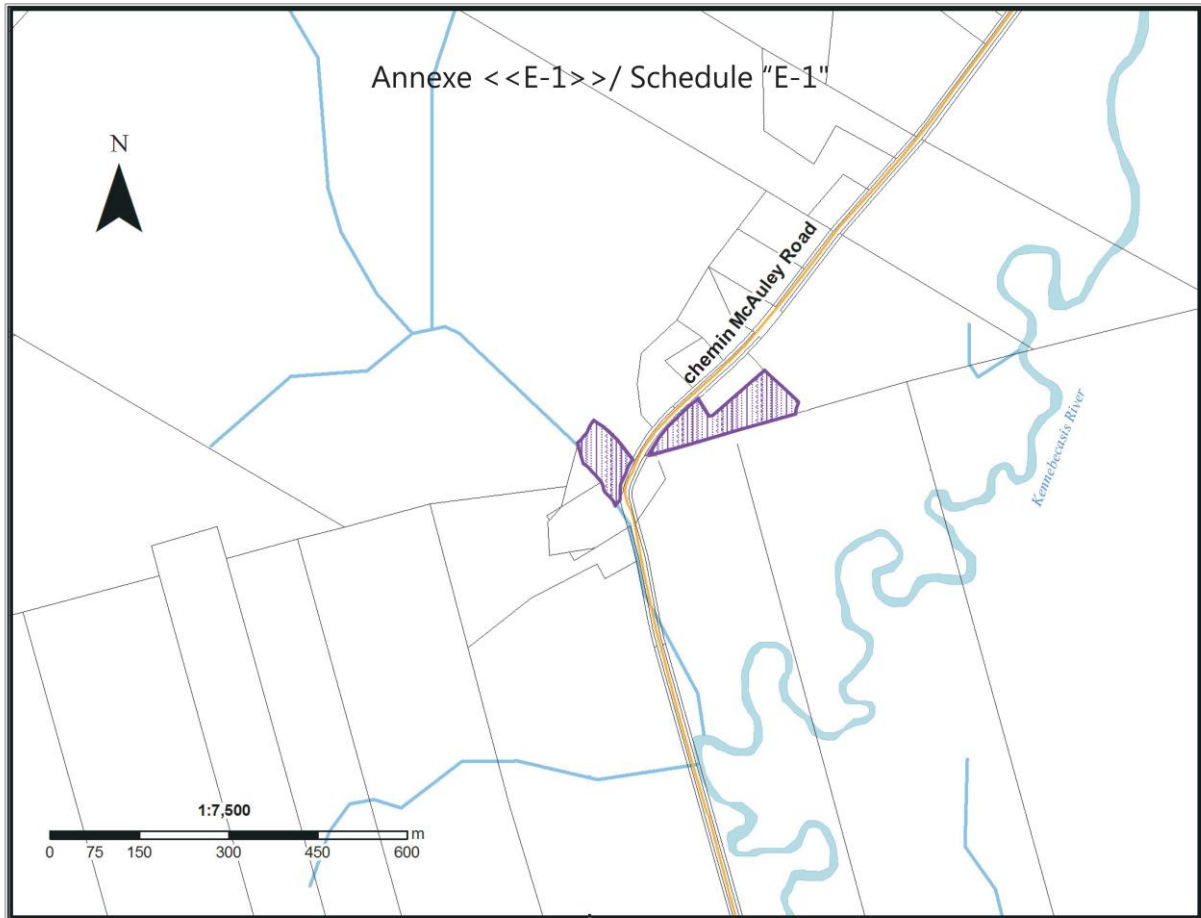 Annexe <<E-1>>/ Schedule "E-1"
N
chemin McAuley Road
Kennebecasis River
1:7,500
m
0 75 150 300 450 600